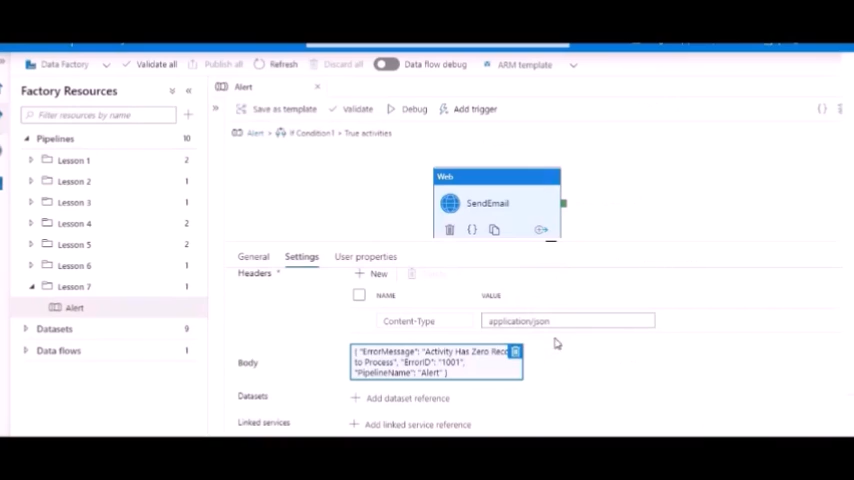 Data Factory
Validate all
Publish all
Refresh
Discard all
Data flow debug
ARM template
Factory Resources
Filter resources by name
Pipelines 10
Lesson 1 2
Lesson 2 1
Lesson 3 1
Lesson 4 2
Lesson 5 2
Lesson 6 1
Lesson 7 1
Alert
Datasets 9
Data flows 1
Alert
Save as template
Validate
Debug
Add trigger
Alert > If Condition1 > True activities
Web
SendEmail
General
Settings
User properties
Headers *
New
NAME VALUE
Content-Type application/json
Body
{ "ErrorMessage": "Activity Has Zero Reco
to Process", "ErrorID": "1001",
"PipelineName": "Alert" }
Datasets
Add dataset reference
Linked services
Add linked service reference